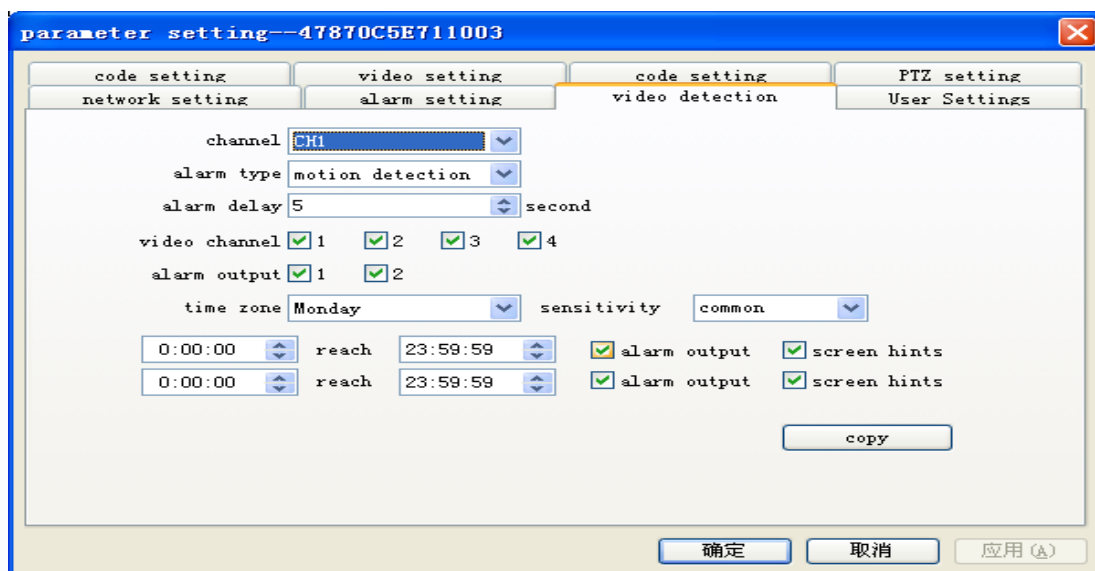 parameter setting--47870C5E711003
code setting video setting code setting PTZ setting
network setting alarm setting video detection User Settings
channel CH1
alarm type motion detection
alarm delay 5 second
video channel 1 2 3 4
alarm output 1 2
time zone Monday sensitivity common
0:00:00 reach 23:59:59 alarm output screen hints
0:00:00 reach 23:59:59 alarm output screen hints
copy
确定 取消 应用(A)